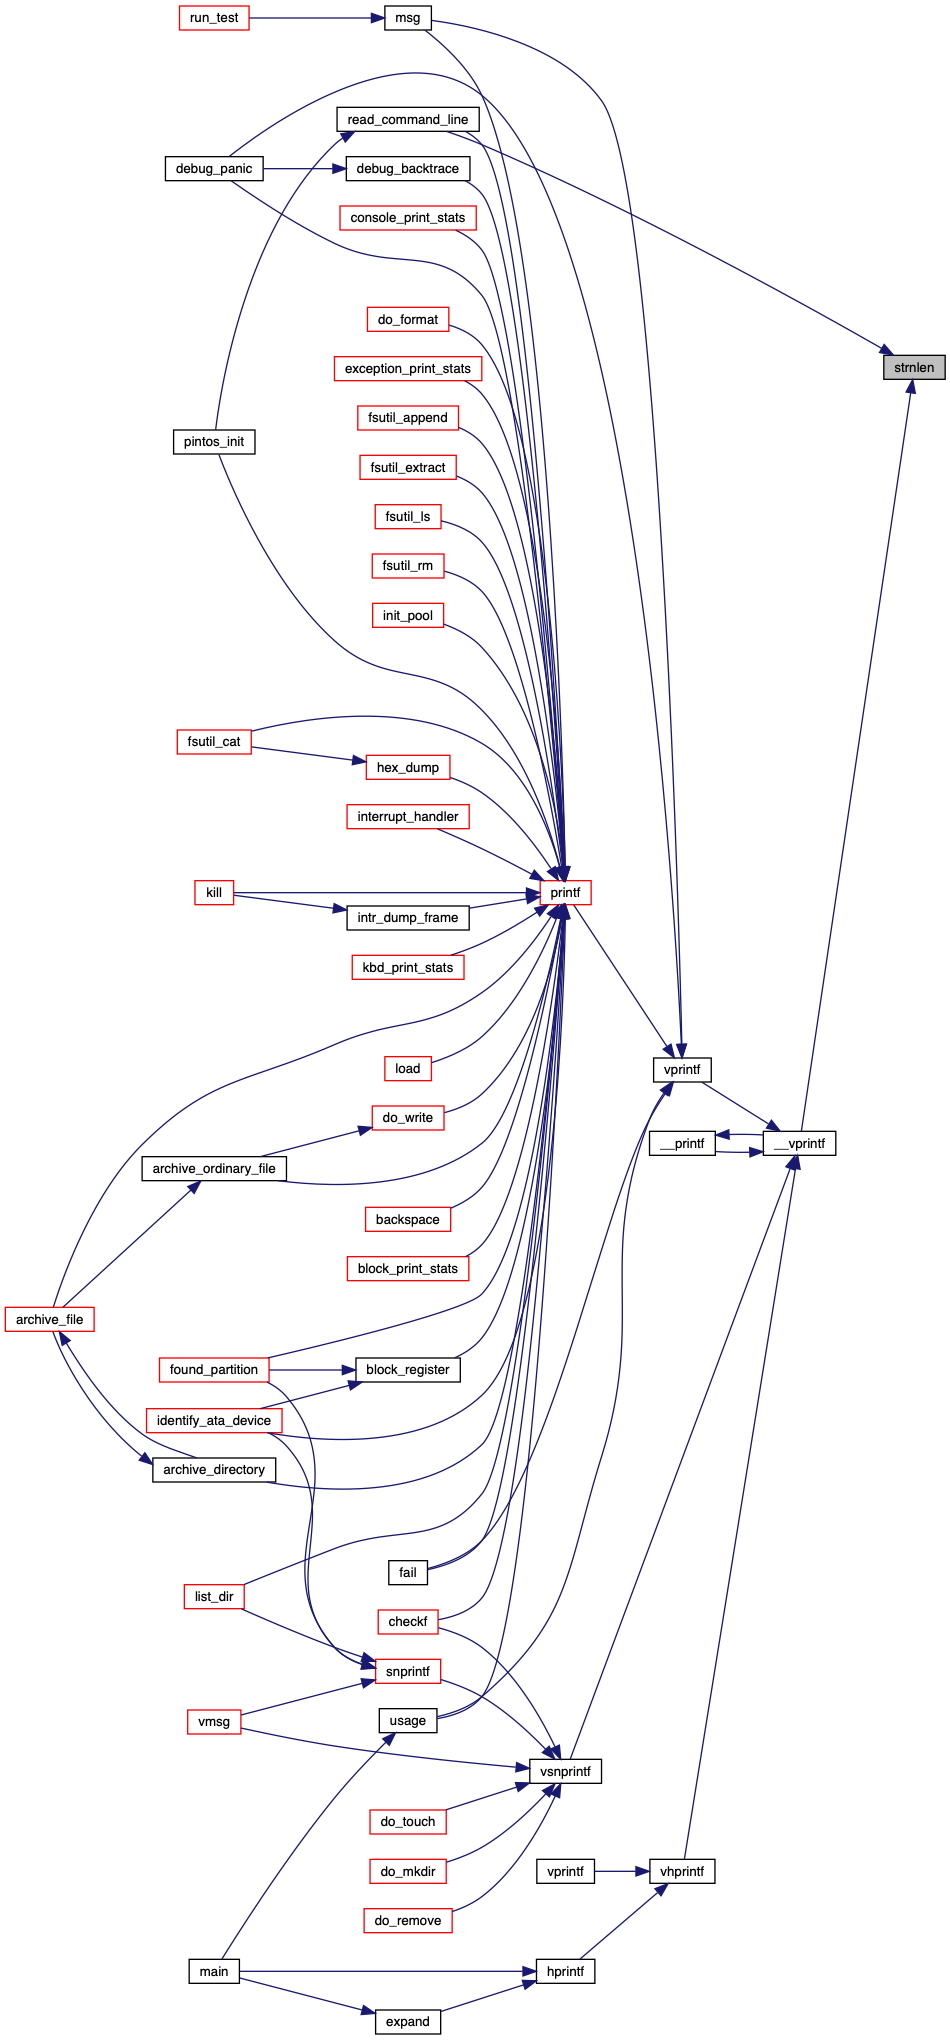 run_test
msg
read_command_line
debug_panic
debug_backtrace
console_print_stats
do_format
exception_print_stats
strnlen
fsutil_append
pintos_init
fsutil_extract
fsutil_ls
fsutil_rm
init_pool
fsutil_cat
hex_dump
interrupt_handler
kill
printf
intr_dump_frame
kbd_print_stats
load
vprintf
do_write
__printf
__vprintf
archive_ordinary_file
backspace
block_print_stats
archive_file
found_partition
block_register
identify_ata_device
archive_directory
fail
list_dir
checkf
snprintf
vmsg
usage
vsnprintf
do_touch
do_mkdir
vprintf
vhprintf
do_remove
main
hprintf
expand